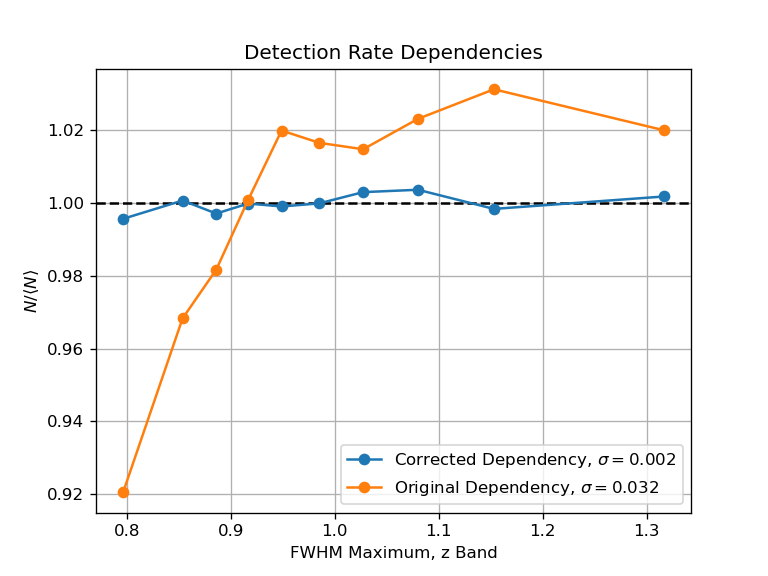 Detection Rate Dependencies
N/⟨N⟩
1.02
1.00
0.98
0.96
0.94
0.92
Corrected Dependency, σ = 0.002
Original Dependency, σ = 0.032
0.8 0.9 1.0 1.1 1.2 1.3
FWHM Maximum, z Band